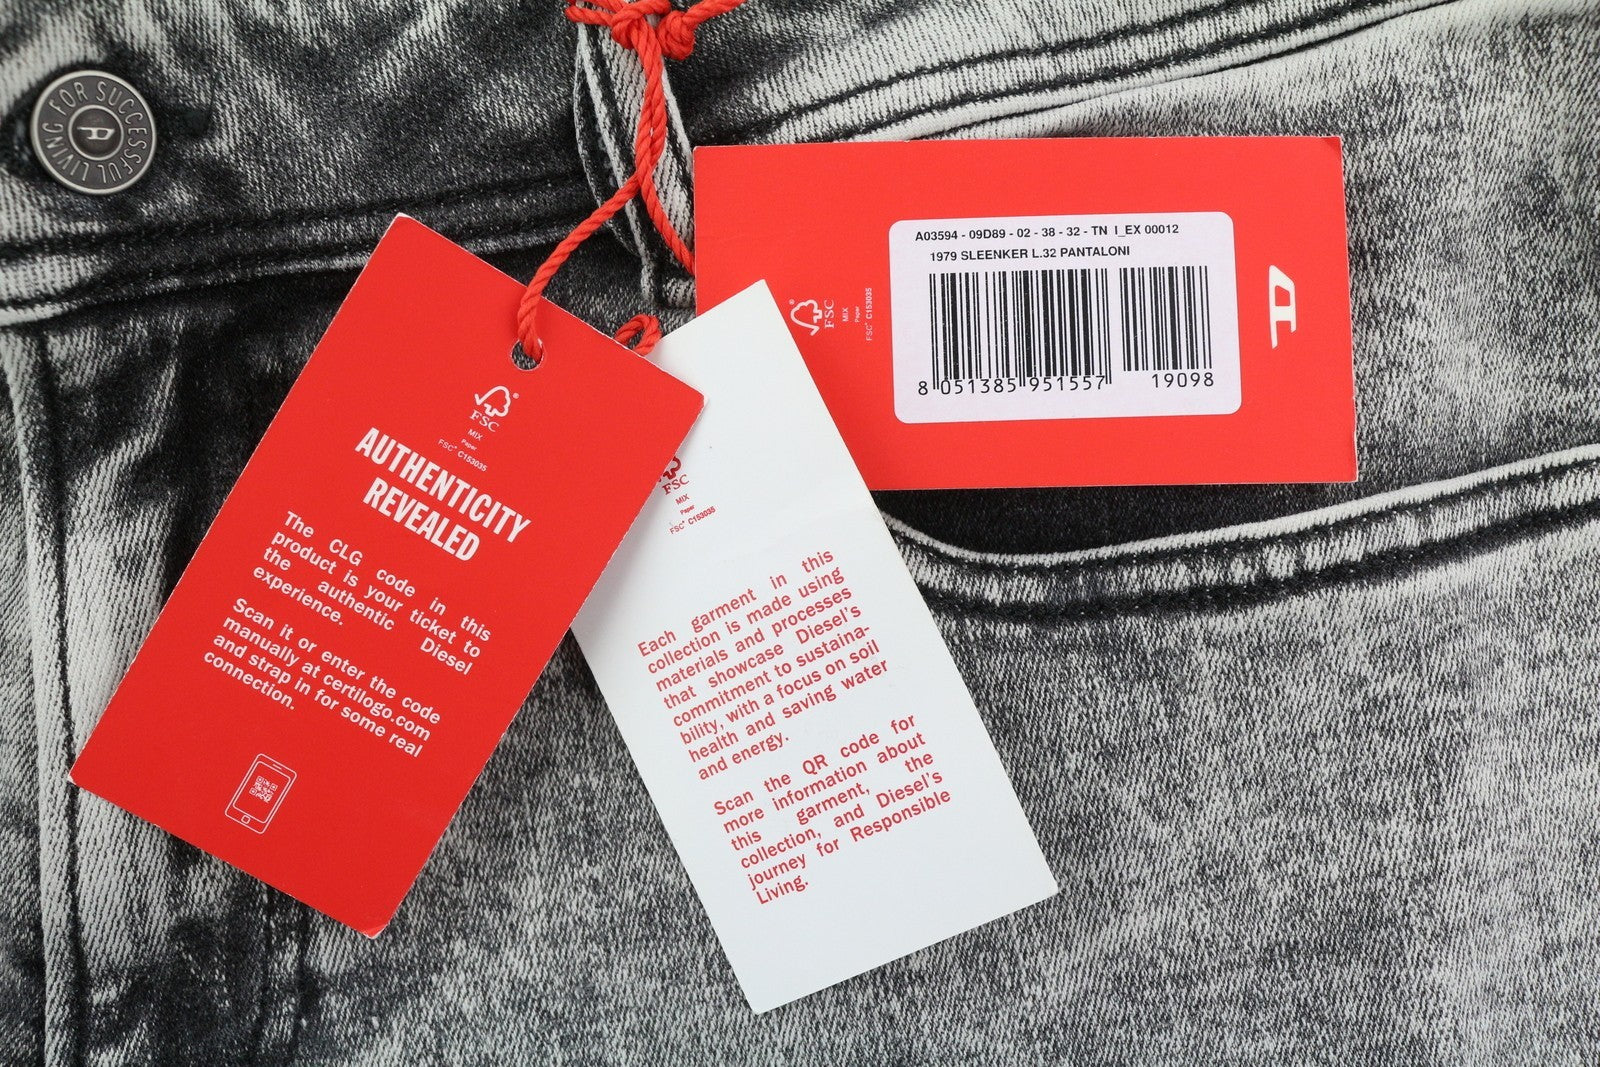 FOR SUCCESSFUL LIVING
D
FSC®
MIX
Paper
FSC® C153035
AUTHENTICITY
REVEALED
The CLG code in this
product is your ticket to
the authentic Diesel
experience.
Scan it or enter the code
manually at certilogo.com
and strap in for some real
connection.
FSC
MIX
Paper
FSC® C153035
Each garment in this
collection is made using
materials and processes
that showcase Diesel's
commitment to sustaina-
bility, with a focus on soil
health and saving water
and energy.
Scan the QR code for
more information about
this garment, the
collection, and Diesel's
journey for Responsible
Living.
FSC®
MIX
Paper
FSC® C153035
A03594 - 09D89 - 02 - 38 - 32 - TN I_EX 00012
1979 SLEENKER L.32 PANTALONI
8 051385 951557 19098
D